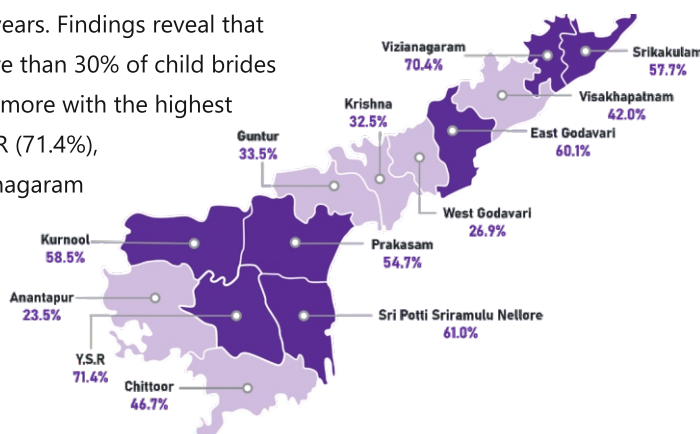 years. Findings reveal that
re than 30% of child brides
more with the highest
R (71.4%),
nagaram
Vizianagaram
70.4%
Srikakulam
57.7%
Visakhapatnam
42.0%
Krishna
32.5%
East Godavari
60.1%
Guntur
33.5%
West Godavari
26.9%
Kurnool
58.5%
Prakasam
54.7%
Anantapur
23.5%
Sri Potti Sriramulu Nellore
61.0%
Y.S.R
71.4%
Chittoor
46.7%